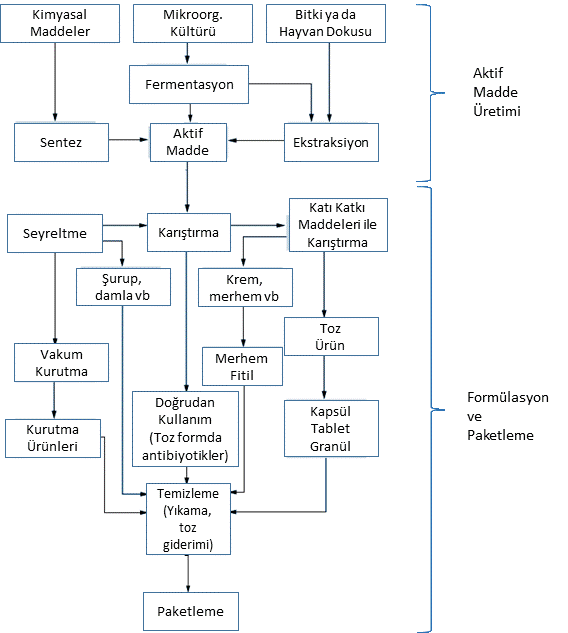 Kimyasal
Maddeler
Mikroorg.
Kültürü
Bitki ya da
Hayvan Dokusu
Fermentasyon
Aktif
Madde
Üretimi
Sentez
Aktif
Madde
Ekstraksiyon
Seyreltme
Karıştırma
Katı Katkı
Maddeleri ile
Karıştırma
Şurup,
damla vb
Krem,
merhem vb
Toz
Ürün
Vakum
Kurutma
Merhem
Fitil
Kurutma
Ürünleri
Doğrudan
Kullanım
(Toz formda
antibiyotikler)
Kapsül
Tablet
Granül
Formülasyon
ve
Paketleme
Temizleme
(Yıkama,
toz
giderimi)
Paketleme